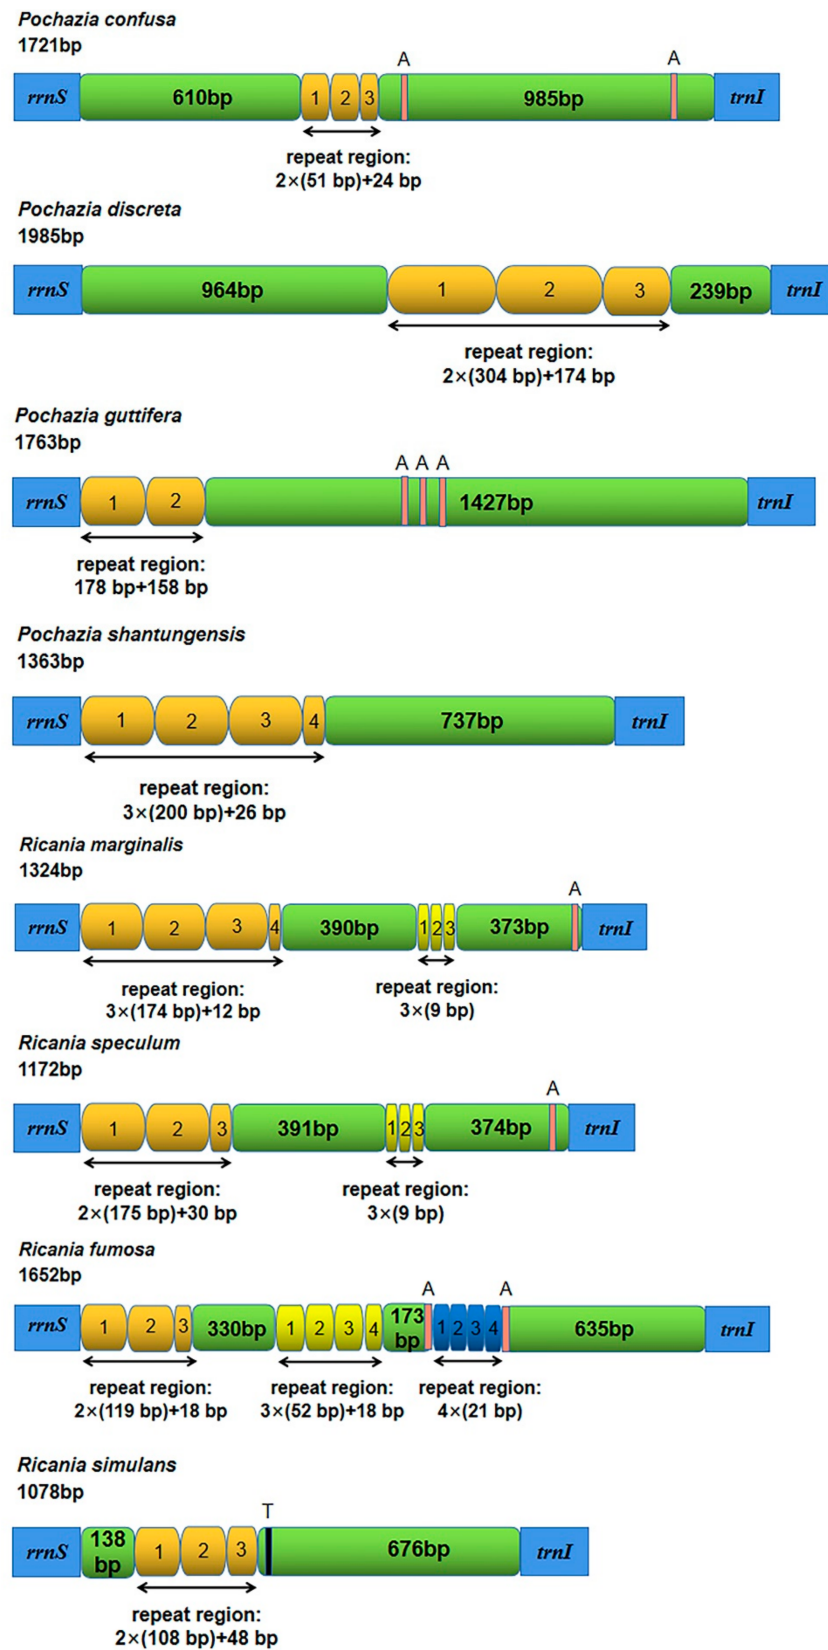 Pochazia confusa
1721bp
A A
rrnS 610bp 1 2 3 985bp trnI
repeat region:
2×(51 bp)+24 bp
Pochazia discreta
1985bp
rrnS 964bp 1 2 3 239bp trnI
repeat region:
2×(304 bp)+174 bp
Pochazia guttifera
1763bp
A A A
rrnS 1 2 1427bp trnI
repeat region:
178 bp+158 bp
Pochazia shantungensis
1363bp
rrnS 1 2 3 4 737bp trnI
repeat region:
3×(200 bp)+26 bp
Ricania marginalis
1324bp
A
rrnS 1 2 3 4 390bp 1 2 3 373bp trnI
repeat region: repeat region:
3×(174 bp)+12 bp 3×(9 bp)
Ricania speculum
1172bp
A
rrnS 1 2 3 391bp 1 2 3 374bp trnI
repeat region: repeat region:
2×(175 bp)+30 bp 3×(9 bp)
Ricania fumosa
1652bp
A A
rrnS 1 2 3 330bp 1 2 3 4 173 bp 1 2 3 4 635bp trnI
repeat region: repeat region: repeat region:
2×(119 bp)+18 bp 3×(52 bp)+18 bp 4×(21 bp)
Ricania simulans
1078bp
T
rrnS 138 bp 1 2 3 676bp trnI
repeat region:
2×(108 bp)+48 bp